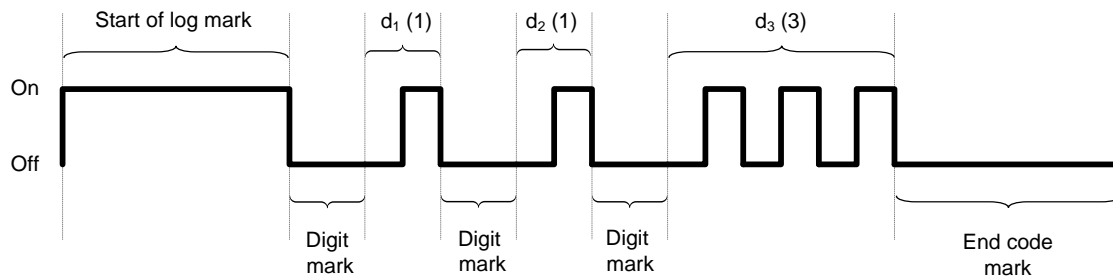 Start of log mark
d₁ (1)
d₂ (1)
d₃ (3)
On
Off
Digit
mark
Digit
mark
Digit
mark
End code
mark